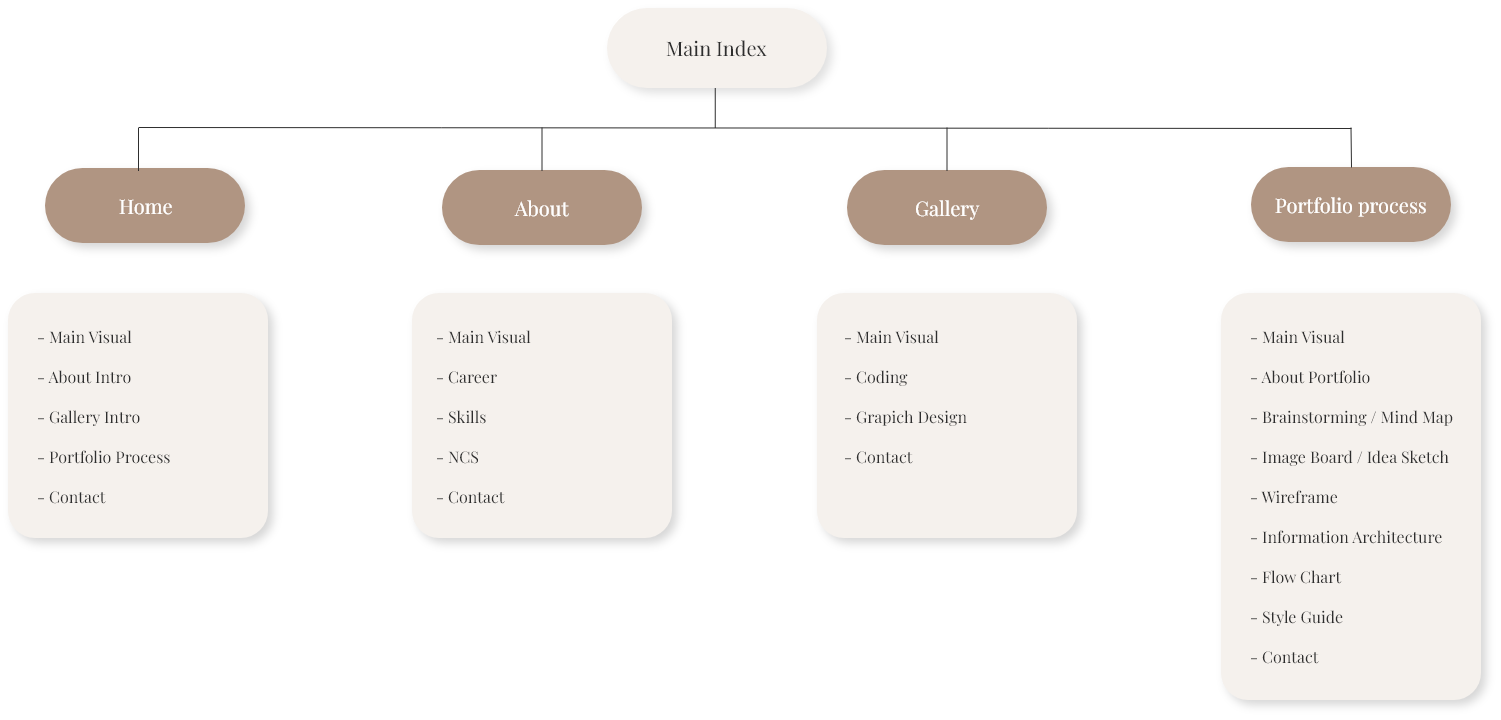 Main Index
Home
About
Gallery
Portfolio process
- Main Visual
- About Intro
- Gallery Intro
- Portfolio Process
- Contact
- Main Visual
- Career
- Skills
- NCS
- Contact
- Main Visual
- Coding
- Grapich Design
- Contact
- Main Visual
- About Portfolio
- Brainstorming / Mind Map
- Image Board / Idea Sketch
- Wireframe
- Information Architecture
- Flow Chart
- Style Guide
- Contact